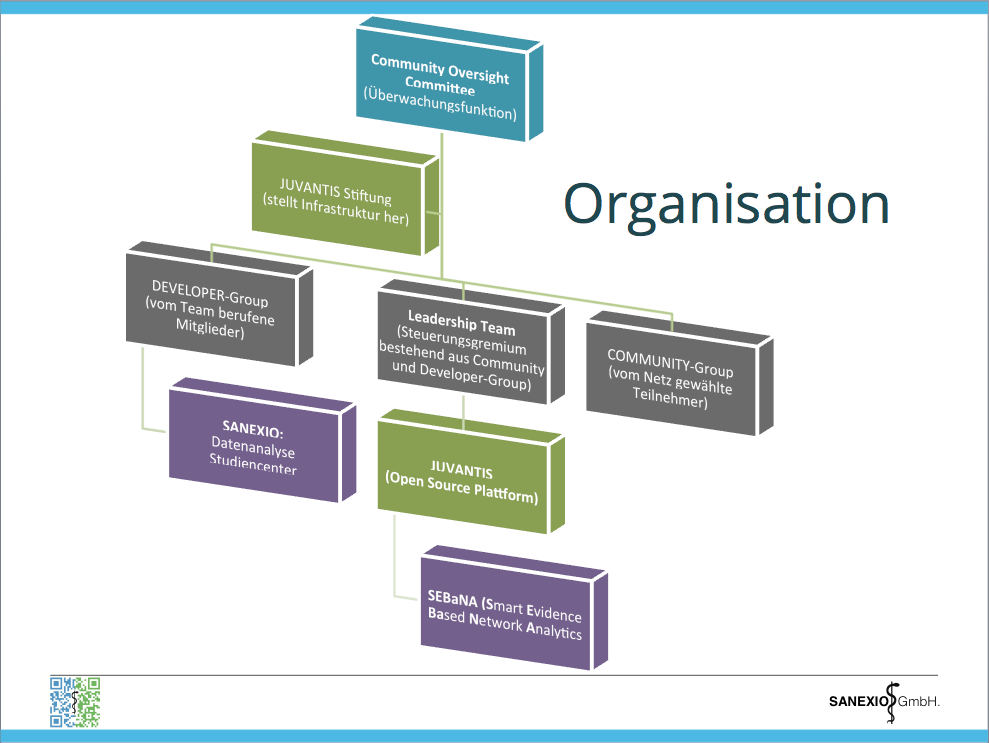 Community Oversight
Committee
(Überwachungsfunktion)
JUVANTIS Stiftung
(stellt Infrastruktur her)
Organisation
DEVELOPER-Group
(vom Team berufene
Mitglieder)
Leadership Team
(Steuerungsgremium
bestehend aus Community
und Developer-Group)
COMMUNITY-Group
(vom Netz gewählte
Teilnehmer)
SANEXIO:
Datenanalyse
Studiencenter
JUVANTIS
(Open Source Plattform)
SEBaNA (Smart Evidence
Based Network Analytics
SANEXIO GmbH.